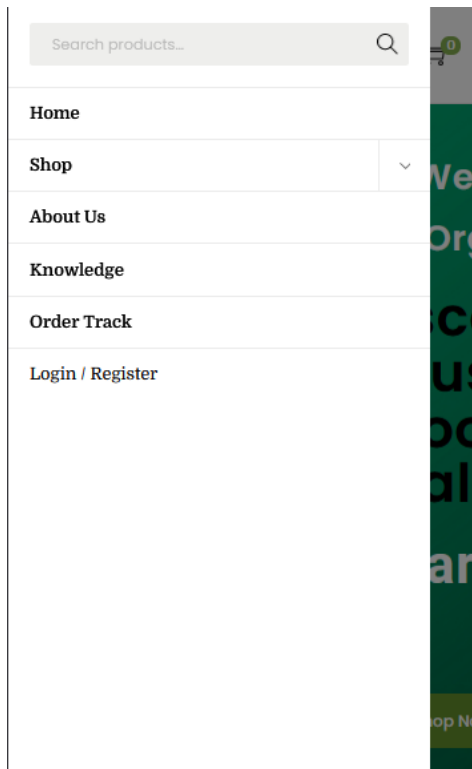 Search products...
0
Home
Shop
About Us
Knowledge
Order Track
Login / Register